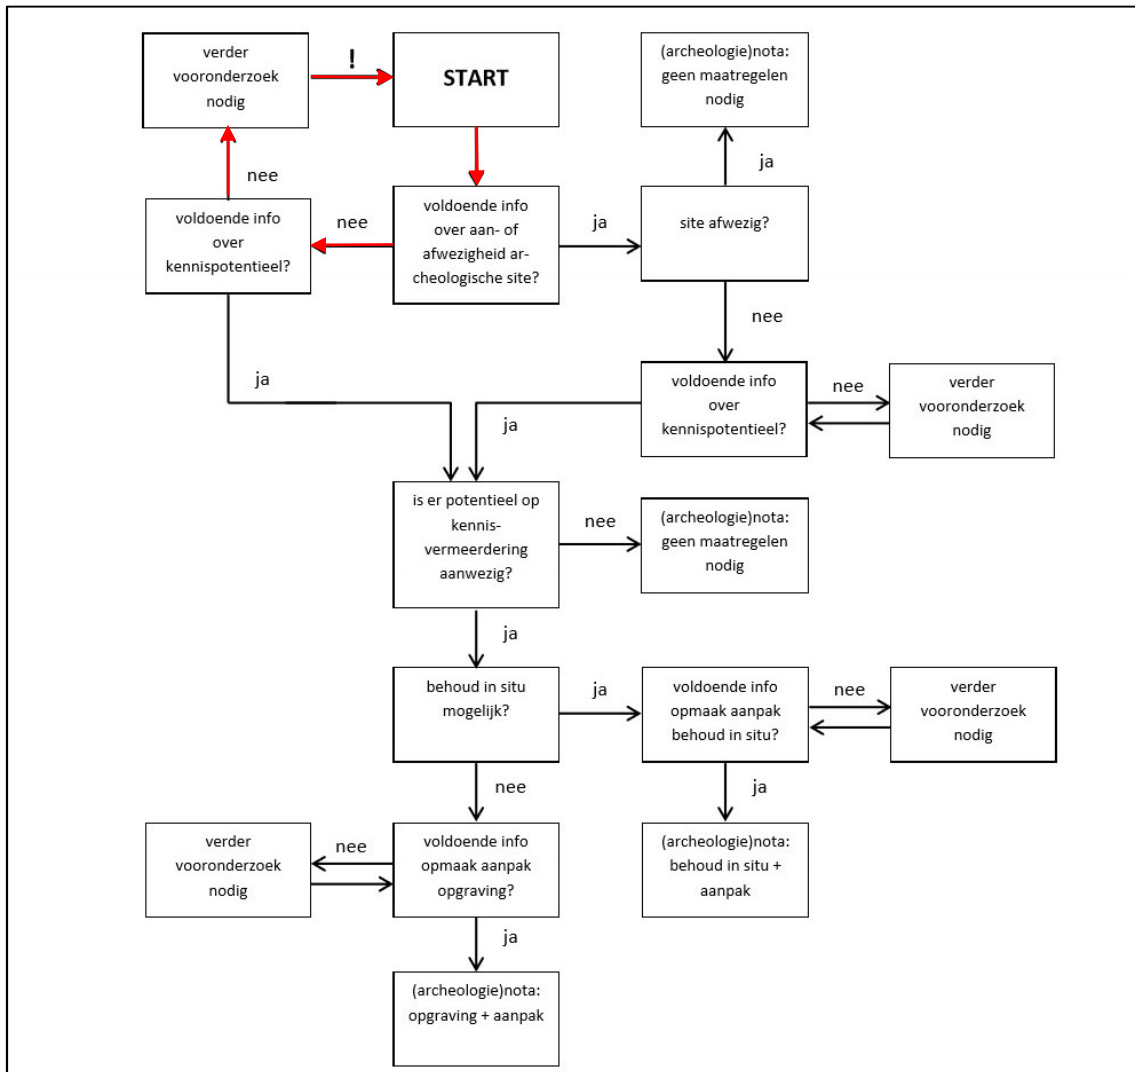 verder
vooronderzoek
nodig
!
START
(archeologie)nota:
geen maatregelen
nodig
nee
ja
voldoende info
over
kennispotentieel?
nee
voldoende info
over aan- of
afwezigheid ar-
cheologische site?
ja
site afwezig?
nee
ja
voldoende info
over
kennispotentieel?
nee
verder
vooronderzoek
nodig
ja
is er potentieel op
kennis-
vermeerdering
aanwezig?
nee
(archeologie)nota:
geen maatregelen
nodig
ja
behoud in situ
mogelijk?
ja
voldoende info
opmaak aanpak
behoud in situ?
nee
verder
vooronderzoek
nodig
nee
ja
verder
vooronderzoek
nodig
nee
voldoende info
opmaak aanpak
opgraving?
(archeologie)nota:
behoud in situ +
aanpak
ja
(archeologie)nota:
opgraving + aanpak